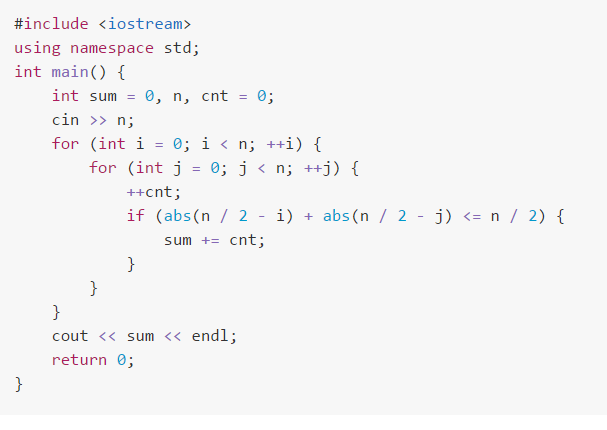 #include <iostream>
using namespace std;
int main() {
    int sum = 0, n, cnt = 0;
    cin >> n;
    for (int i = 0; i < n; ++i) {
        for (int j = 0; j < n; ++j) {
            ++cnt;
            if (abs(n / 2 - i) + abs(n / 2 - j) <= n / 2) {
                sum += cnt;
            }
        }
    }
    cout << sum << endl;
    return 0;
}